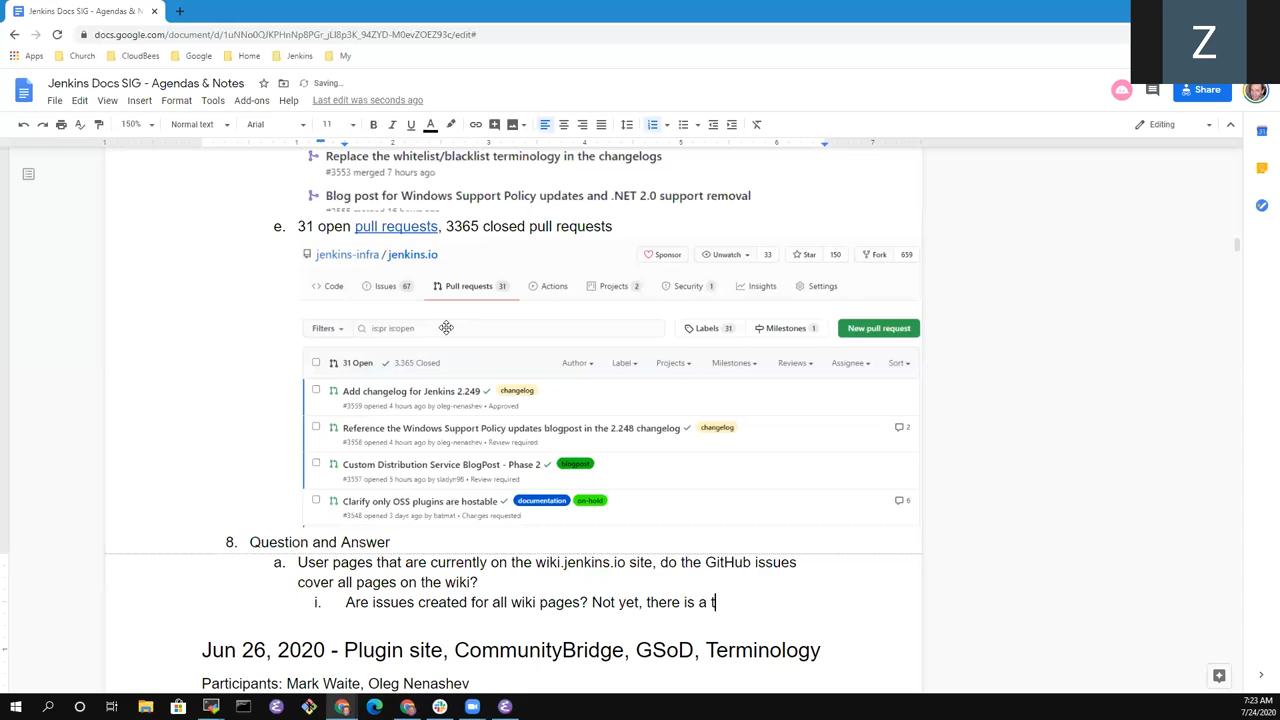 Jenkins Docs SIG - Agendas & N
docs.google.com/document/d/1uNNo0QJKPHnNp8PGr_jLl8p3K_94ZYD-M0evZOEZ93c/edit#
Apps Church CloudBees Google Home Jenkins My
Z
Jenkins Docs SIG - Agendas & Notes Saving...
File Edit View Insert Format Tools Add-ons Help Last edit was seconds ago
Share
150% Normal text Arial 11 B I U A Editing
1 1 2 3 4 5 6 7
Replace the whitelist/blacklist terminology in the changelogs
#3553 merged 7 hours ago
Blog post for Windows Support Policy updates and .NET 2.0 support removal
e. 31 open pull requests, 3365 closed pull requests
jenkins-infra / jenkins.io Sponsor Unwatch 33 Star 150 Fork 659
Code Issues 67 Pull requests 31 Actions Projects 2 Security 1 Insights Settings
Filters is:pr is:open Labels 31 Milestones 1 New pull request
31 Open 3,365 Closed Author Label Projects Milestones Reviews Assignee Sort
Add changelog for Jenkins 2.249 changelog
#3559 opened 4 hours ago by oleg-nenashev • Approved
Reference the Windows Support Policy updates blogpost in the 2.248 changelog changelog 2
#3558 opened 4 hours ago by oleg-nenashev • Review required
Custom Distribution Service BlogPost - Phase 2 blogpost
#3557 opened 5 hours ago by sladyn98 • Review required
Clarify only OSS plugins are hostable documentation on-hold 6
#3548 opened 3 days ago by batmat • Changes requested
8. Question and Answer
a. User pages that are currently on the wiki.jenkins.io site, do the GitHub issues
cover all pages on the wiki?
i. Are issues created for all wiki pages? Not yet, there is a t
Jun 26, 2020 - Plugin site, CommunityBridge, GSoD, Terminology
Participants: Mark Waite, Oleg Nenashev
7:23 AM
7/24/2020